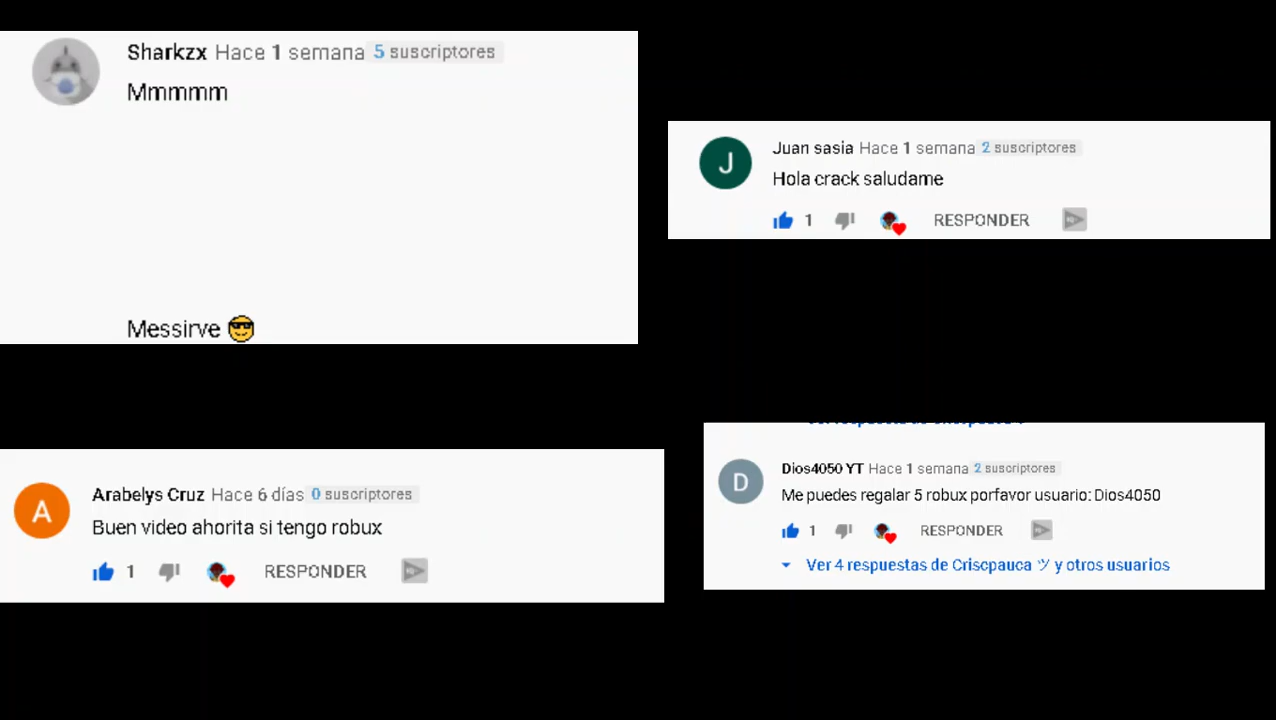 Sharkzx Hace 1 semana 5 suscriptores
Mmmmm
Messirve 😎
Juan sasia Hace 1 semana 2 suscriptores
Hola crack saludame
1 RESPONDER
Arabelys Cruz Hace 6 días 0 suscriptores
Buen video ahorita si tengo robux
1 RESPONDER
Dios4050 YT Hace 1 semana 2 suscriptores
Me puedes regalar 5 robux porfavor usuario: Dios4050
1 RESPONDER
Ver 4 respuestas de Criscpauca ツ y otros usuarios